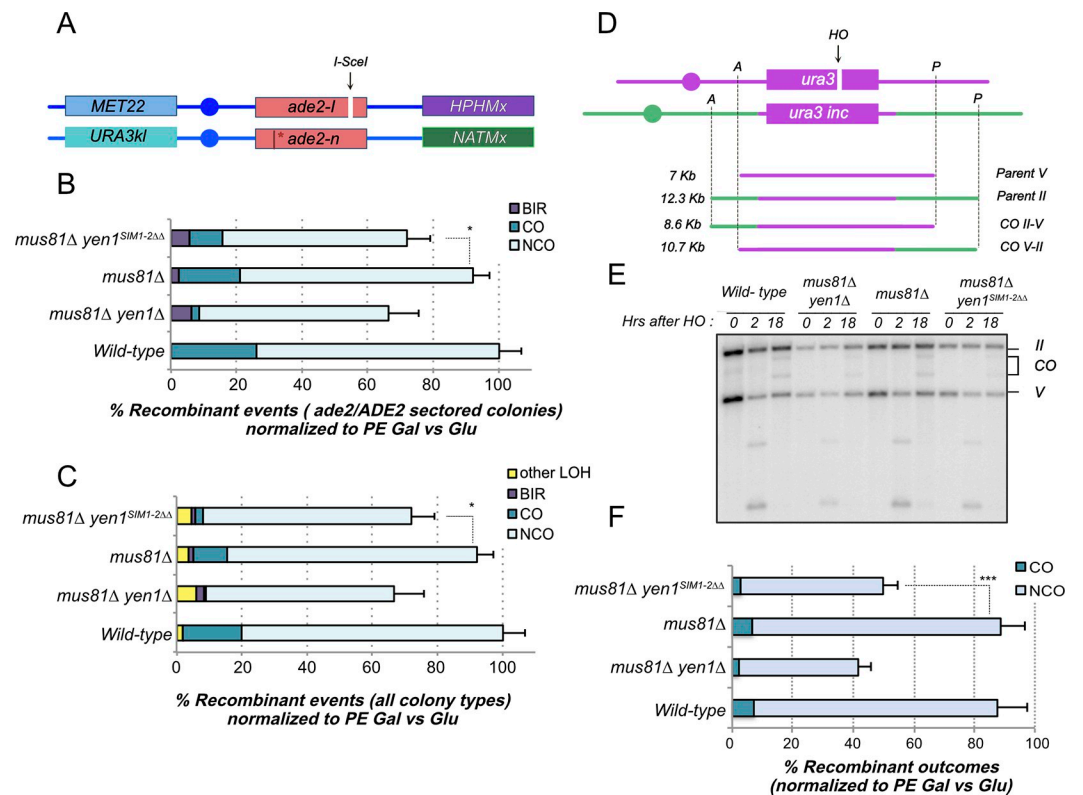 A
I-SceI
MET22
ade2-I
HPHMx
URA3kl
* ade2-n
NATMx
B
BIR
CO
NCO
mus81Δ yen1SIM1-2ΔΔ
*
mus81Δ
mus81Δ yen1Δ
Wild-type
0 20 40 60 80 100
% Recombinant events ( ade2/ADE2 sectored colonies)
normalized to PE Gal vs Glu
C
other LOH
BIR
CO
NCO
mus81Δ yen1SIM1-2ΔΔ
*
mus81Δ
mus81Δ yen1Δ
Wild-type
0 20 40 60 80 100
% Recombinant events (all colony types)
normalized to PE Gal vs Glu
D
HO
A ura3 P
A ura3 inc P
7 Kb Parent V
12.3 Kb Parent II
8.6 Kb CO II-V
10.7 Kb CO V-II
E
Wild- type mus81Δ yen1Δ mus81Δ mus81Δ yen1SIM1-2ΔΔ
Hrs after HO : 0 2 18 0 2 18 0 2 18 0 2 18
II
CO
V
F
CO
NCO
mus81Δ yen1SIM1-2ΔΔ
***
mus81Δ
mus81Δ yen1Δ
Wild-type
0 20 40 60 80 100
% Recombinant outcomes
(normalized to PE Gal vs Glu)